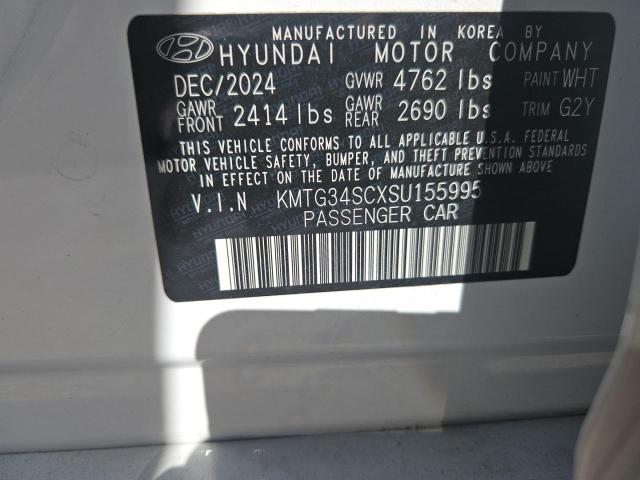 MANUFACTURED IN KOREA BY
HYUNDAI MOTOR COMPANY
DEC/2024 GVWR 4762 lbs PAINT WHT
GAWR FRONT 2414 lbs GAWR REAR 2690 lbs TRIM G2Y
THIS VEHICLE CONFORMS TO ALL APPLICABLE U.S.A. FEDERAL
MOTOR VEHICLE SAFETY, BUMPER, AND THEFT PREVENTION STANDARDS
IN EFFECT ON THE DATE OF MANUFACTURE SHOWN ABOVE
V.I.N KMTG34SCXSU155995
PASSENGER CAR